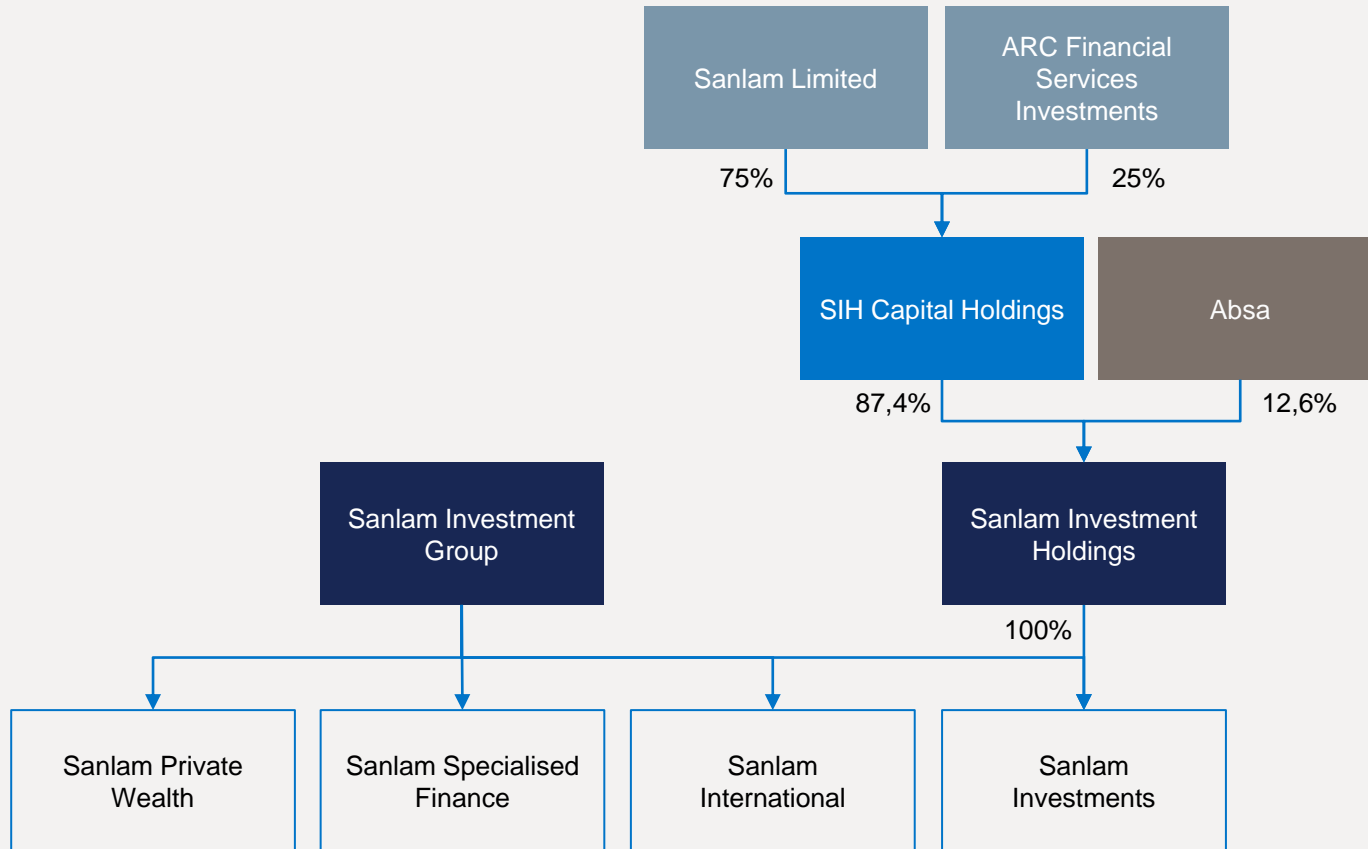 Sanlam Limited
ARC Financial
Services
Investments
75%
25%
SIH Capital Holdings
Absa
87,4%
12,6%
Sanlam Investment
Group
Sanlam Investment
Holdings
100%
Sanlam Private
Wealth
Sanlam Specialised
Finance
Sanlam
International
Sanlam
Investments